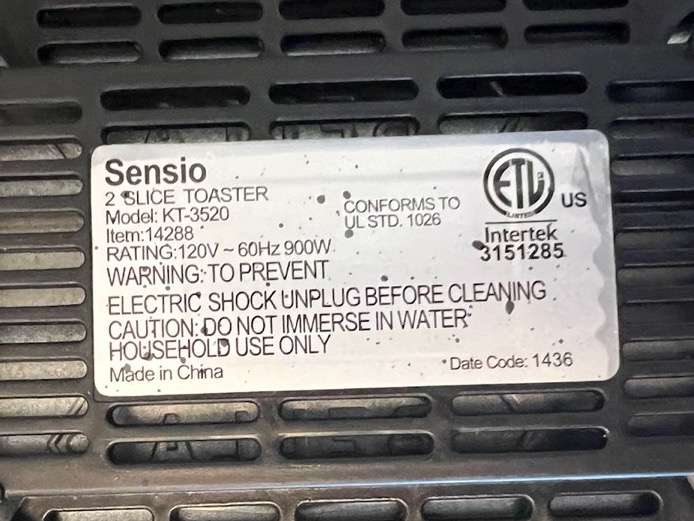 Sensio
2 SLICE TOASTER
Model: KT-3520
Item:14288
RATING:120V ~ 60Hz 900W
WARNING: TO PREVENT
ELECTRIC SHOCK UNPLUG BEFORE CLEANING
CAUTION: DO NOT IMMERSE IN WATER
HOUSEHOLD USE ONLY
Made in China
CONFORMS TO
UL STD. 1026
ETL
LISTED
US
Intertek
3151285
Date Code: 1436